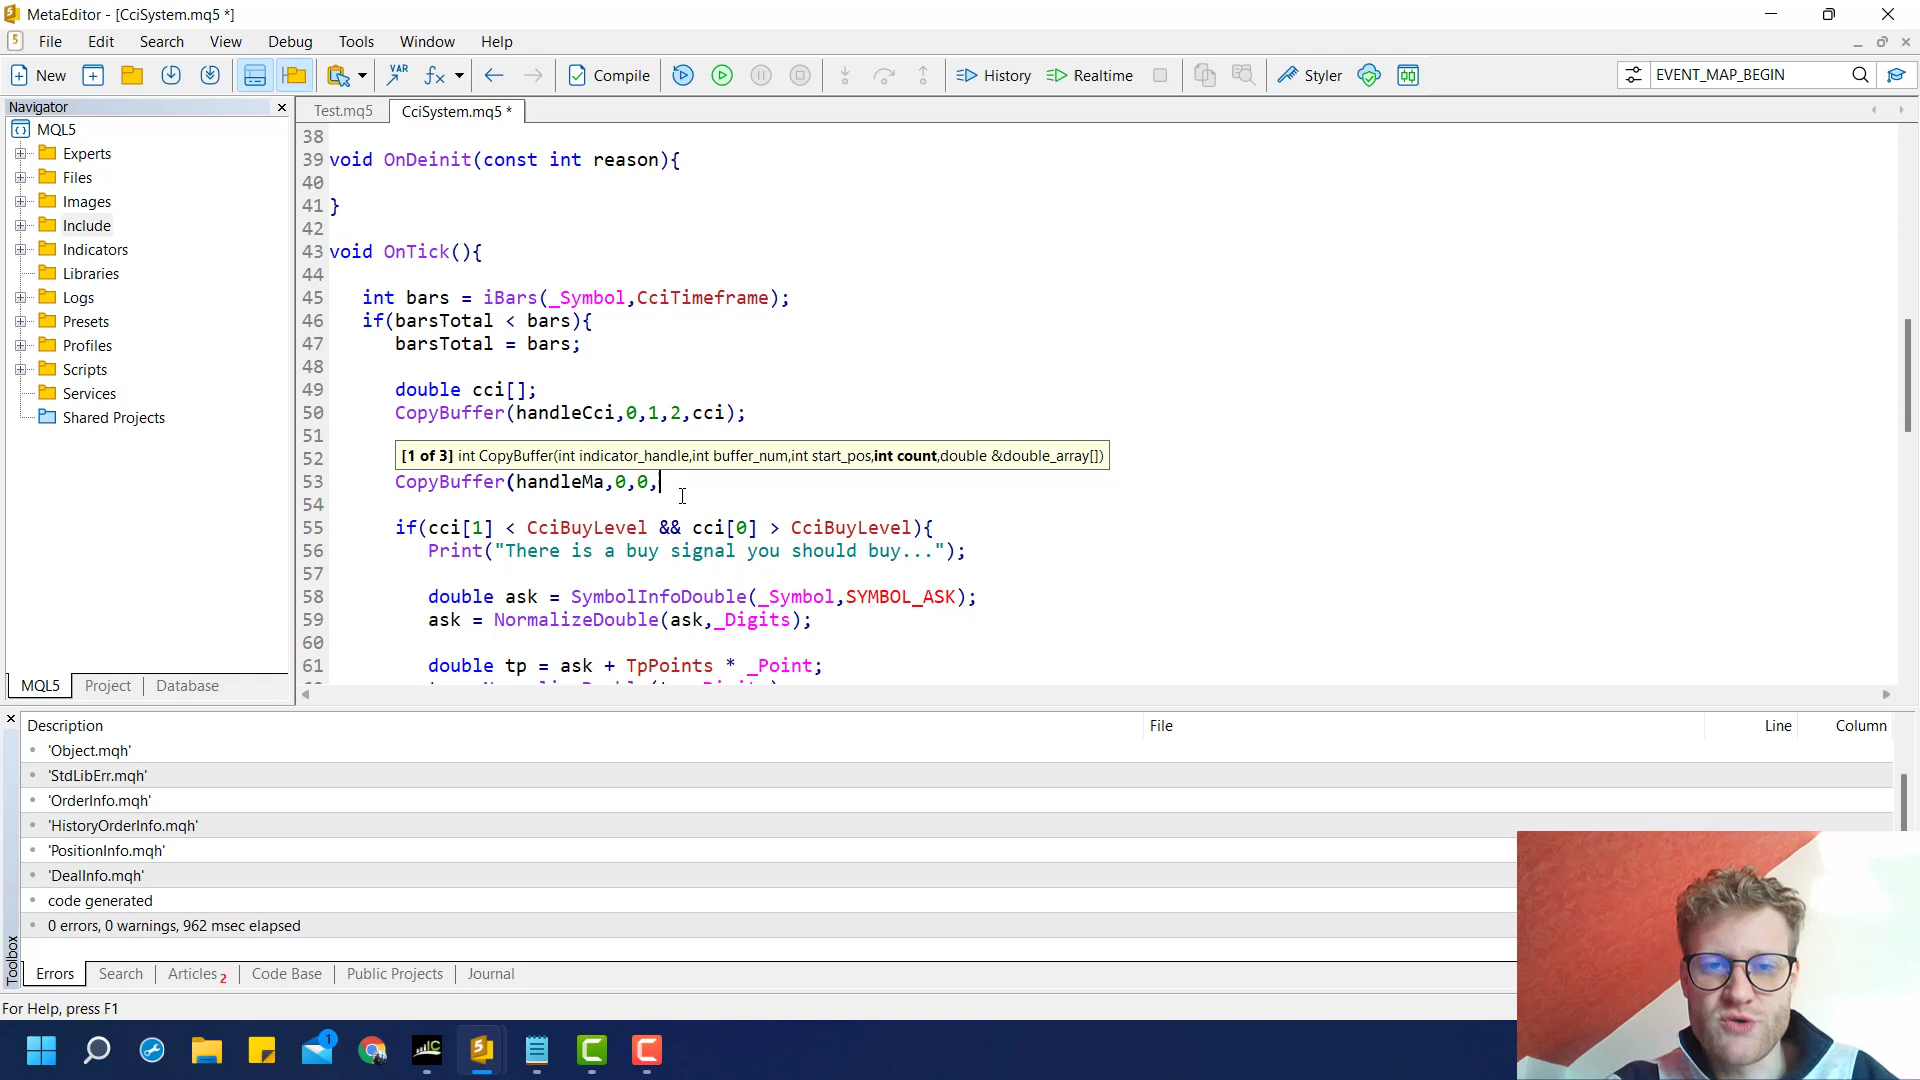 MetaEditor - [CciSystem.mq5 *]
File Edit Search View Debug Tools Window Help
New VAR Compile History Realtime Styler EVENT_MAP_BEGIN
Navigator
Test.mq5 CciSystem.mq5 *
MQL5
Experts
Files
Images
Include
Indicators
Libraries
Logs
Presets
Profiles
Scripts
Services
Shared Projects
MQL5 Project Database
38
39 void OnDeinit(const int reason){
40
41 }
42
43 void OnTick(){
44
45 int bars = iBars(_Symbol,CciTimeframe);
46 if(barsTotal < bars){
47 barsTotal = bars;
48
49 double cci[];
50 CopyBuffer(handleCci,0,1,2,cci);
51
52 [1 of 3] int CopyBuffer(int indicator_handle,int buffer_num,int start_pos,int count,double &double_array[])
53 CopyBuffer(handleMa,0,0,
54
55 if(cci[1] < CciBuyLevel && cci[0] > CciBuyLevel){
56 Print("There is a buy signal you should buy...");
57
58 double ask = SymbolInfoDouble(_Symbol,SYMBOL_ASK);
59 ask = NormalizeDouble(ask,_Digits);
60
61 double tp = ask + TpPoints * _Point;
Description File Line Column
'Object.mqh'
'StdLibErr.mqh'
'OrderInfo.mqh'
'HistoryOrderInfo.mqh'
'PositionInfo.mqh'
'DealInfo.mqh'
code generated
0 errors, 0 warnings, 962 msec elapsed
Toolbox
Errors Search Articles 2 Code Base Public Projects Journal
For Help, press F1